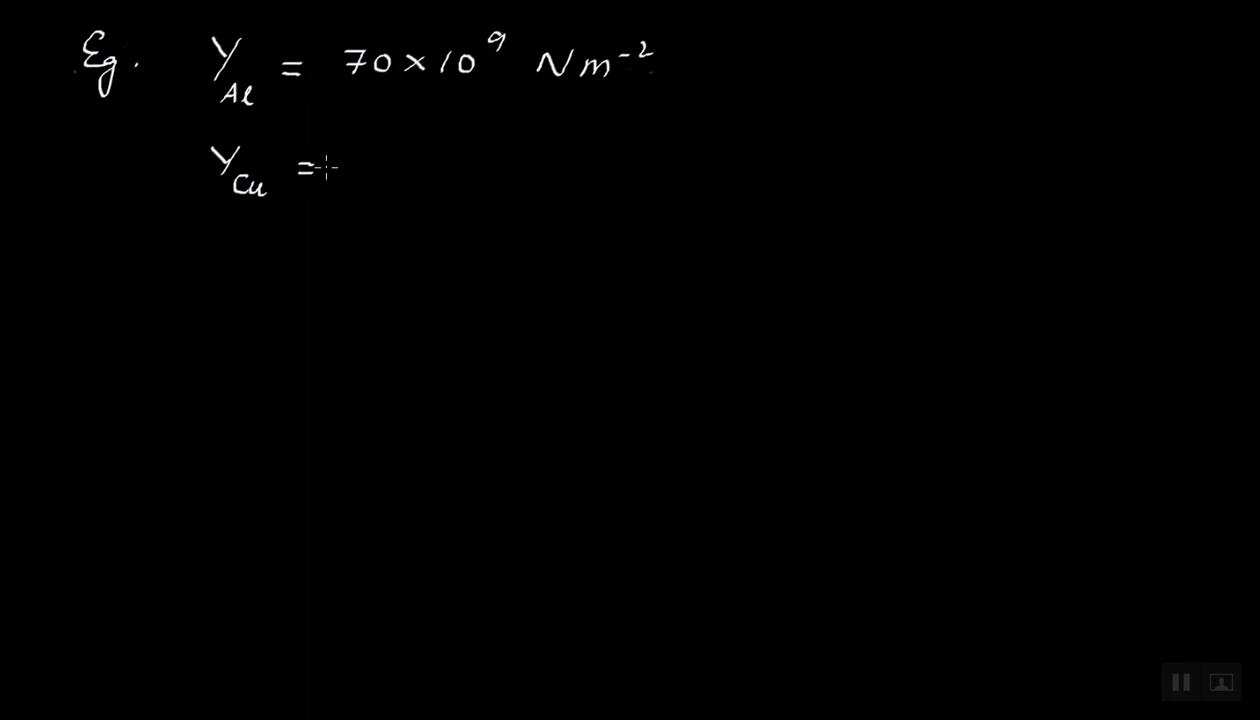 Eg. Y_Al = 70 × 10^9 Nm^-2
Y_Cu =